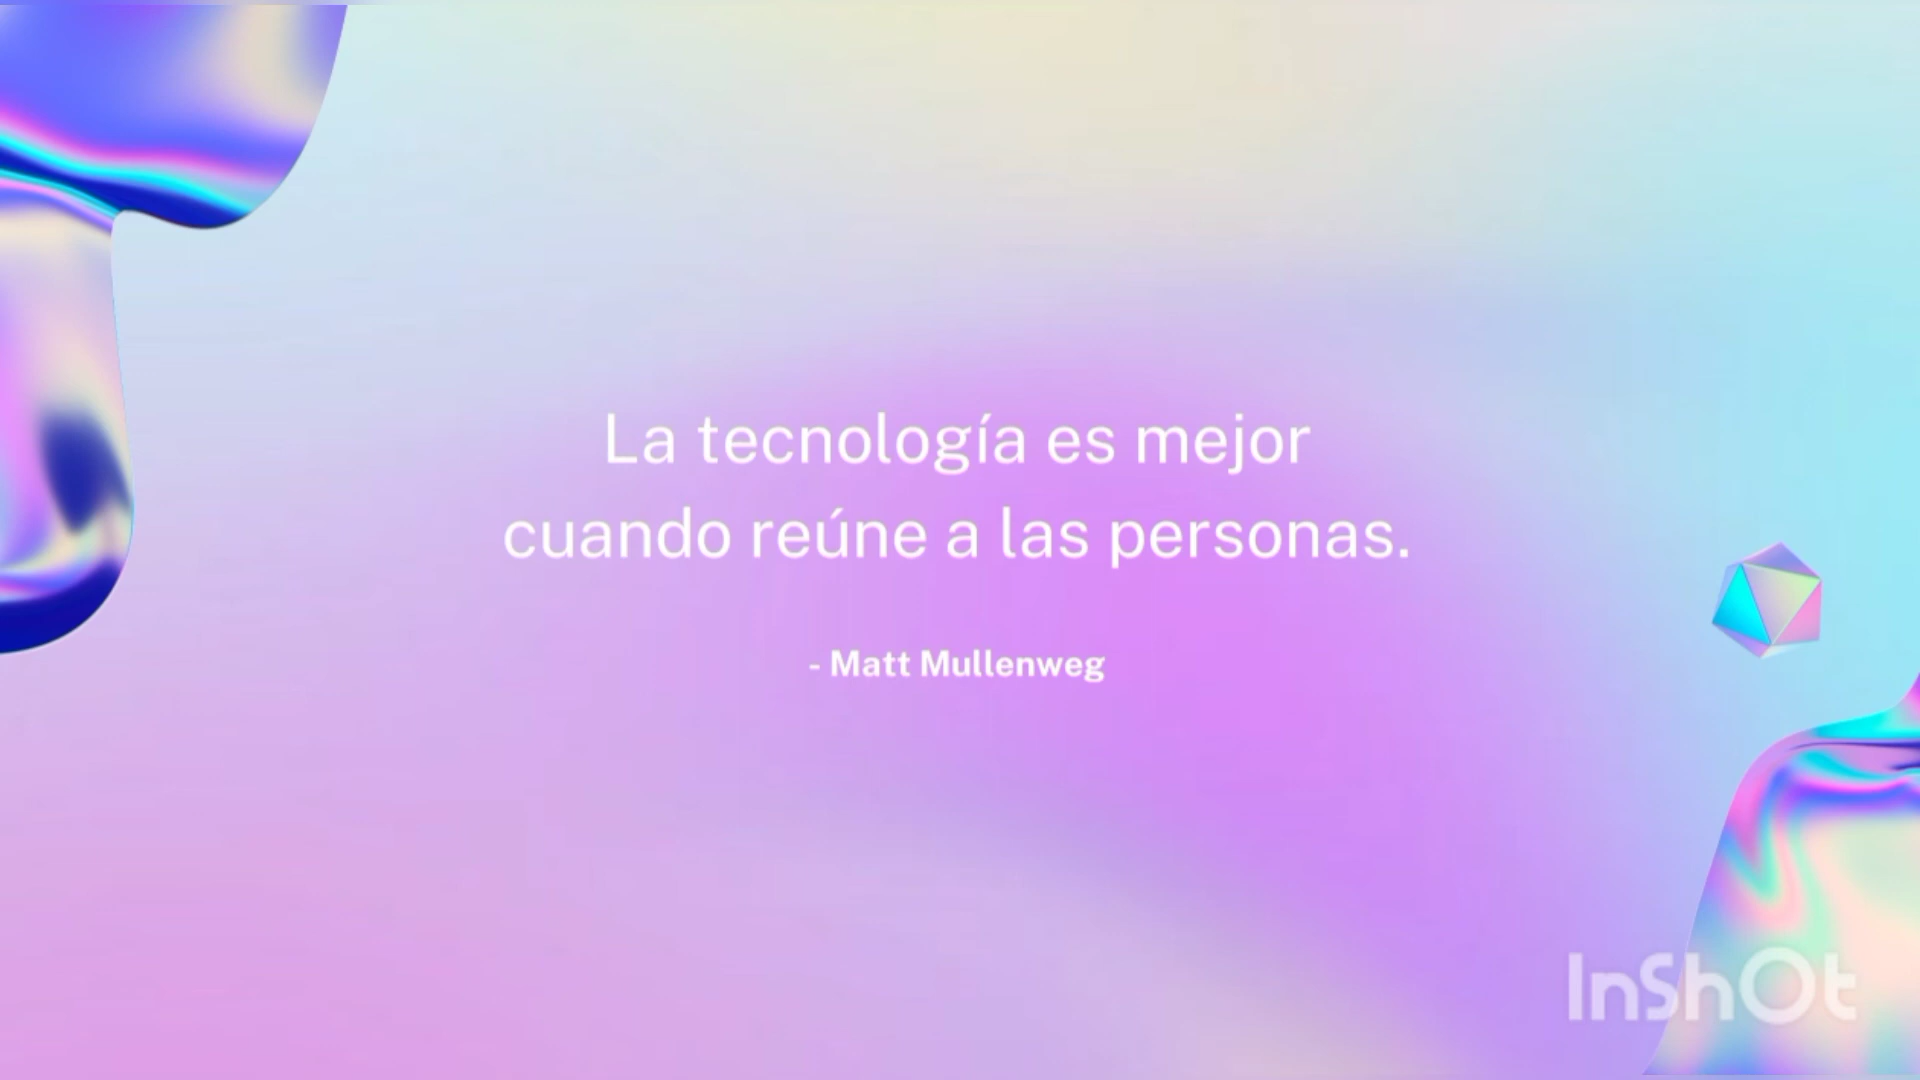 La tecnología es mejor
cuando reúne a las personas.
- Matt Mullenweg
InShOt